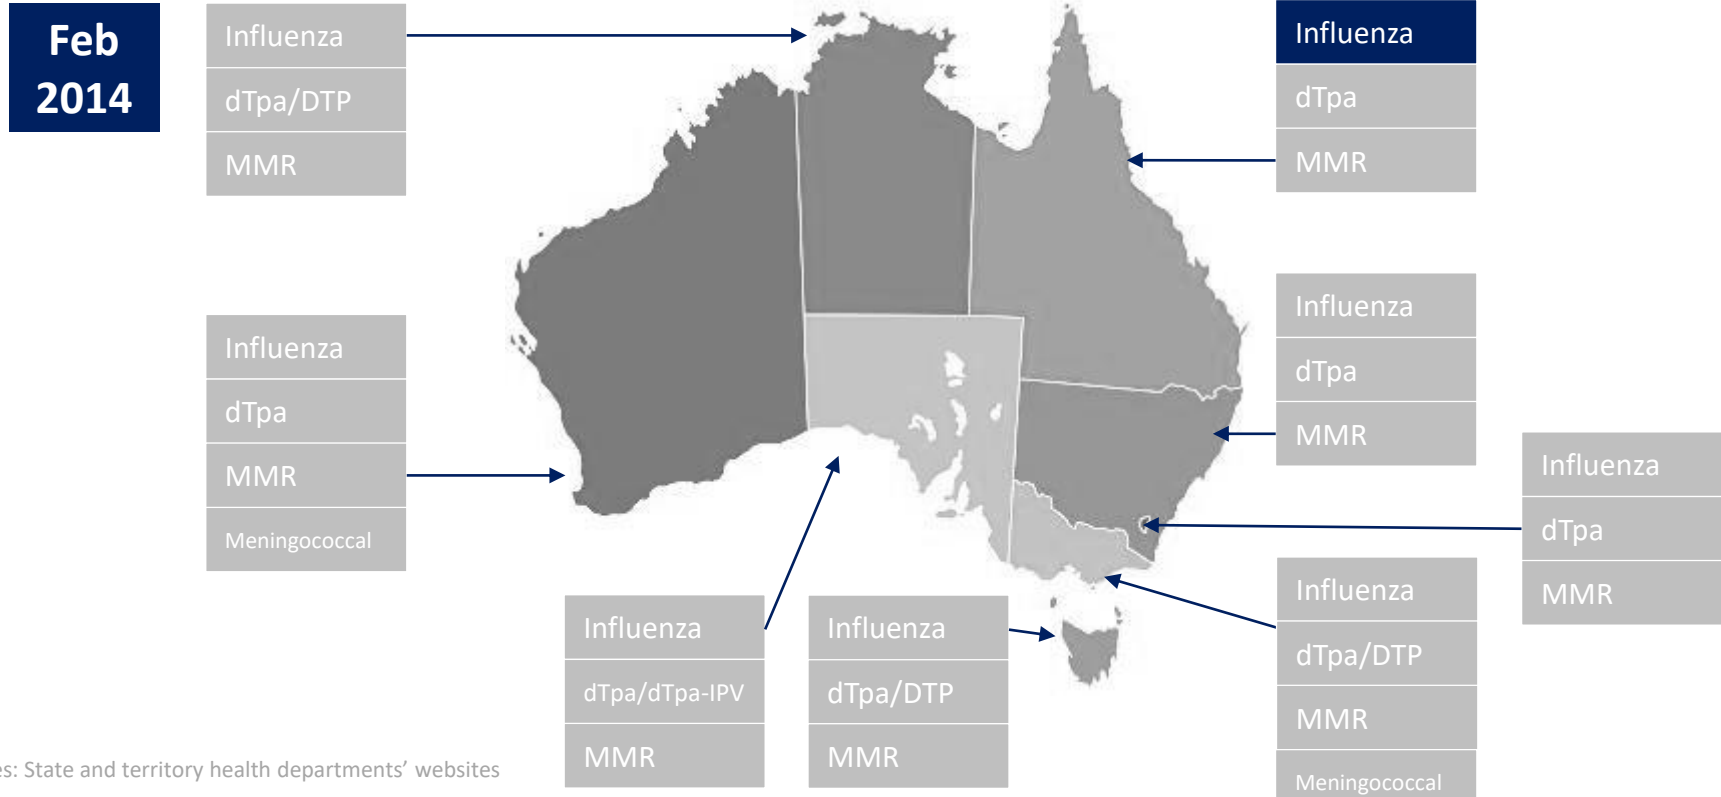 Feb
2014
Influenza
dTpa/DTP
MMR
Influenza
dTpa
MMR
Influenza
dTpa
MMR
Meningococcal
Influenza
dTpa
MMR
Influenza
dTpa
MMR
Influenza
dTpa/dTpa-IPV
MMR
Influenza
dTpa/DTP
MMR
Influenza
dTpa/DTP
MMR
Meningococcal
State and territory health departments’ websites